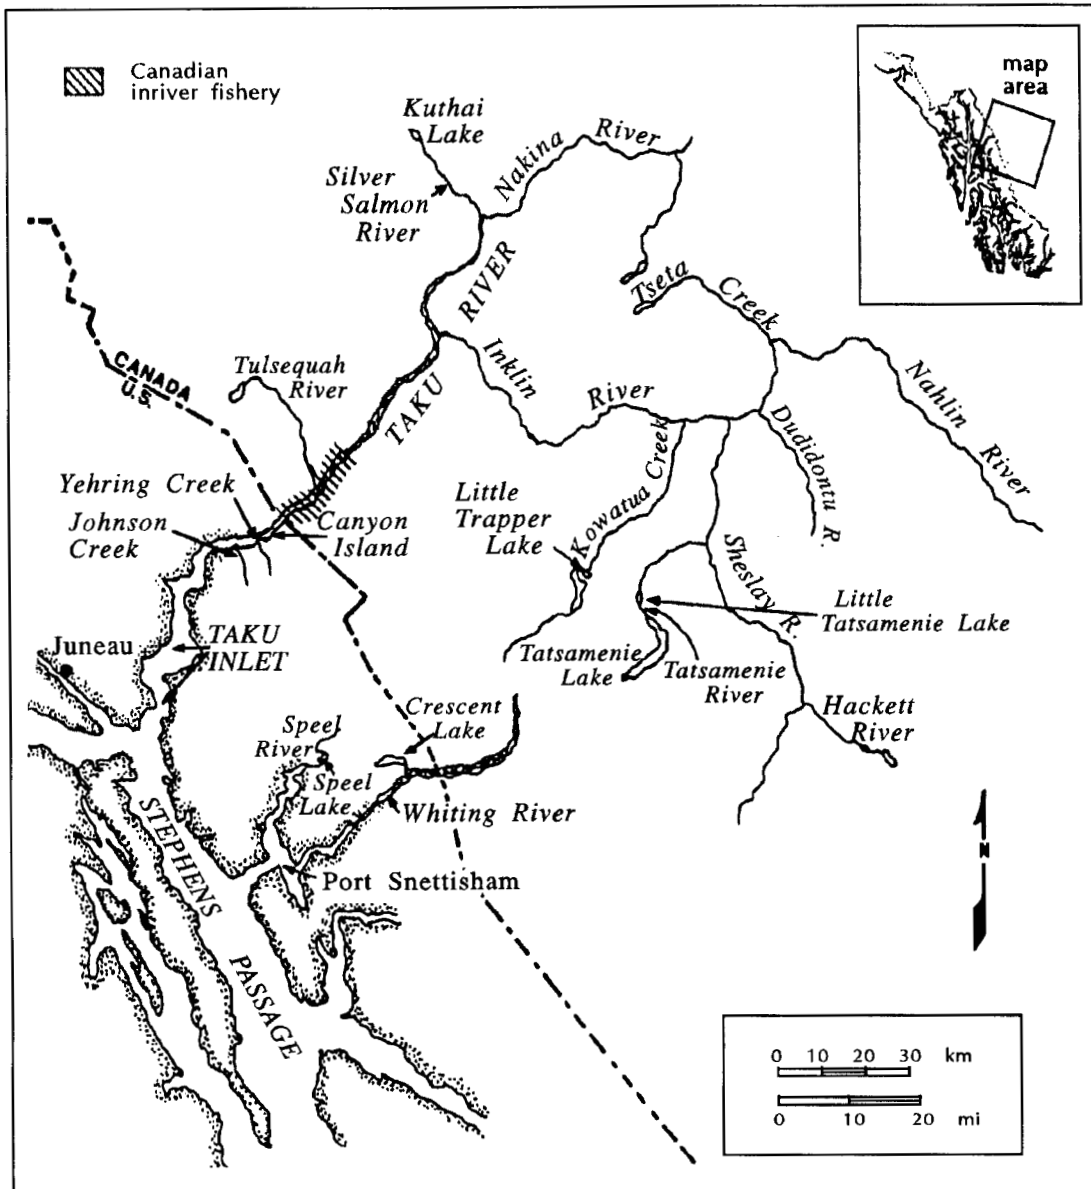 Canadian
inriver fishery
map
area
Kuthai
Lake
Nakina River
Silver
Salmon
River
TAKU RIVER
Tseta Creek
Inklin River
Nahlin River
CANADA
U.S.
Tulsequah
River
Dudidontu R.
Kowatua Creek
Yehring Creek
Johnson
Creek
Canyon
Island
Little
Trapper
Lake
Sheslay R.
Little
Tatsamenie Lake
Juneau
TAKU
INLET
Tatsamenie
Lake
Tatsamenie
River
Hackett
River
Crescent
Lake
Speel
River
Speel
Lake
Whiting River
Port Snettisham
STEPHENS PASSAGE
N
0 10 20 30 km
0 10 20 mi